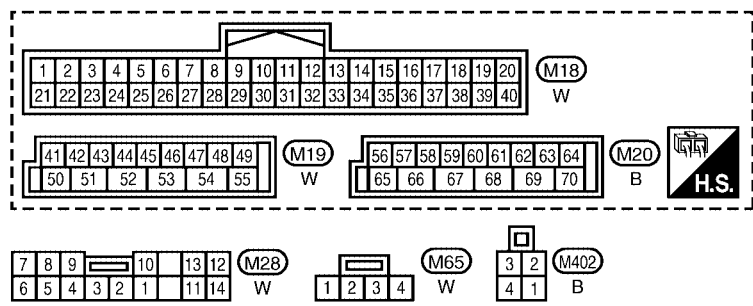 1 2 3 4 5 6 7 8 9 10 11 12 13 14 15 16 17 18 19 20 M18
21 22 23 24 25 26 27 28 29 30 31 32 33 34 35 36 37 38 39 40 W
41 42 43 44 45 46 47 48 49 M19
50 51 52 53 54 55 W
56 57 58 59 60 61 62 63 64 M20
65 66 67 68 69 70 B
H.S.
7 8 9 10 13 12 M28
6 5 4 3 2 1 11 14 W
M65
1 2 3 4 W
3 2 M402
4 1 B